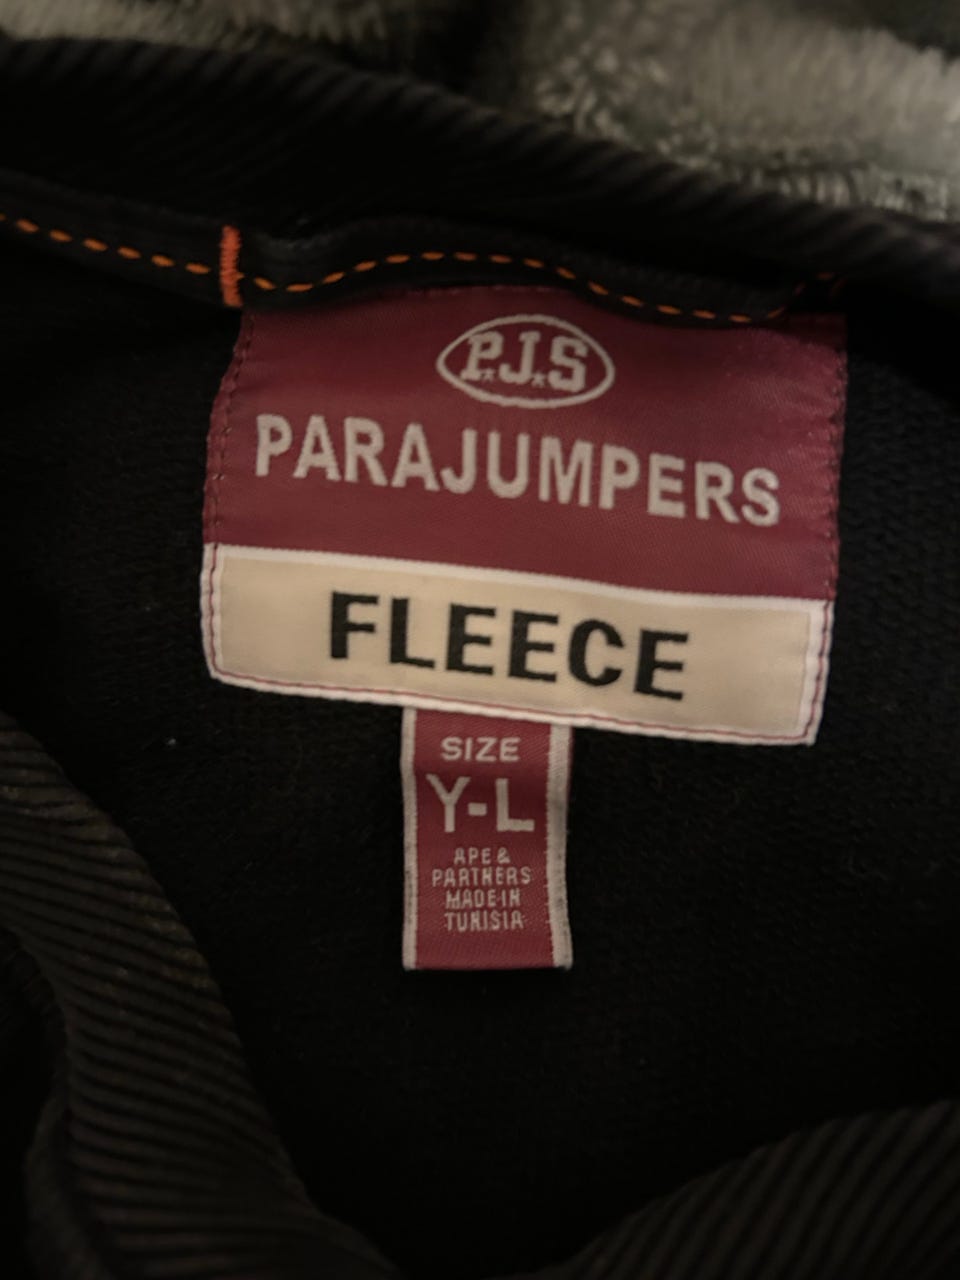 P.J.S
PARAJUMPERS
FLEECE
SIZE
Y-L
APE &
PARTNERS
MADE IN
TUNISIA